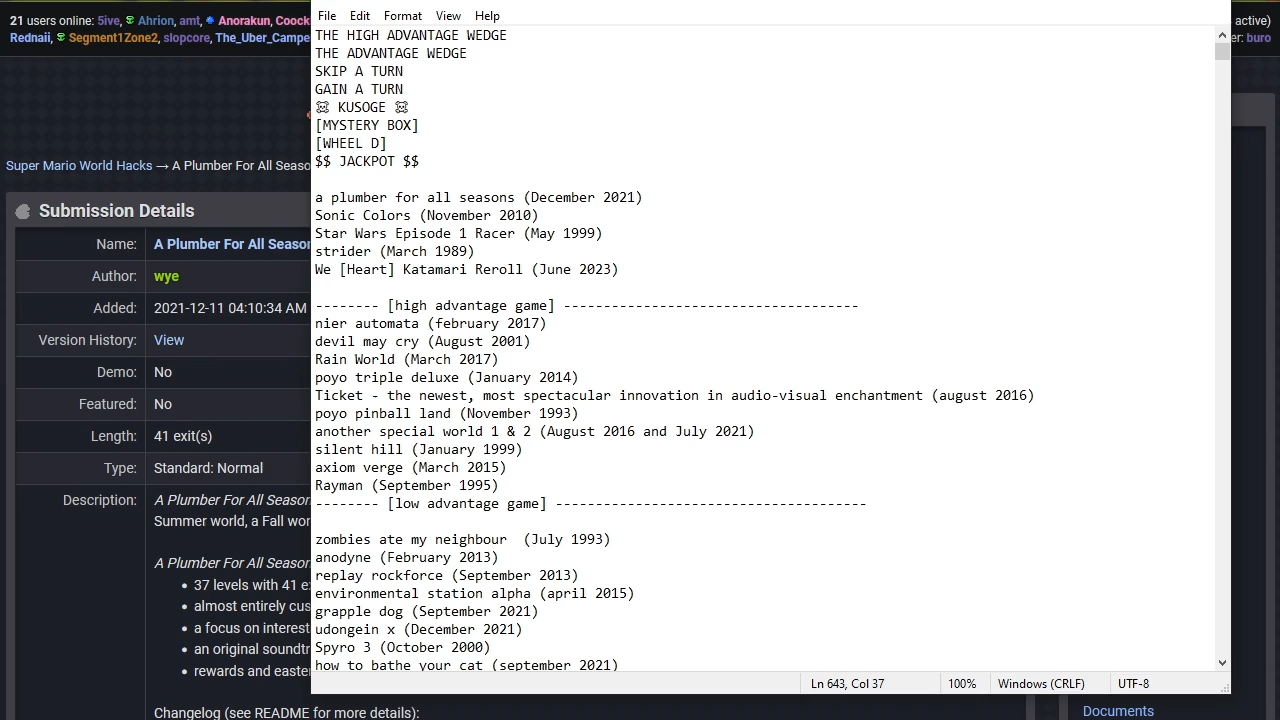 21 users online: 5ive, Ahrion, amt, Anorakun, Coock
Rednaii, Segment1Zone2, slopcore, The_Uber_Campe
active)
er: buro
Super Mario World Hacks → A Plumber For All Seaso
Submission Details
Name: A Plumber For All Season
Author: wye
Added: 2021-12-11 04:10:34 AM
Version History: View
Demo: No
Featured: No
Length: 41 exit(s)
Type: Standard: Normal
Description: A Plumber For All Season
Summer world, a Fall wor
A Plumber For All Season
• 37 levels with 41 e
• almost entirely cus
• a focus on interest
• an original soundtr
• rewards and easte
Changelog (see README for more details):
Documents
File Edit Format View Help
THE HIGH ADVANTAGE WEDGE
THE ADVANTAGE WEDGE
SKIP A TURN
GAIN A TURN
☠ KUSOGE ☠
[MYSTERY BOX]
[WHEEL D]
$$ JACKPOT $$
a plumber for all seasons (December 2021)
Sonic Colors (November 2010)
Star Wars Episode 1 Racer (May 1999)
strider (March 1989)
We [Heart] Katamari Reroll (June 2023)
-------- [high advantage game] -------------------------------------
nier automata (february 2017)
devil may cry (August 2001)
Rain World (March 2017)
poyo triple deluxe (January 2014)
Ticket - the newest, most spectacular innovation in audio-visual enchantment (august 2016)
poyo pinball land (November 1993)
another special world 1 & 2 (August 2016 and July 2021)
silent hill (January 1999)
axiom verge (March 2015)
Rayman (September 1995)
-------- [low advantage game] ---------------------------------------
zombies ate my neighbour  (July 1993)
anodyne (February 2013)
replay rockforce (September 2013)
environmental station alpha (april 2015)
grapple dog (September 2021)
udongein x (December 2021)
Spyro 3 (October 2000)
how to bathe your cat (september 2021)
Ln 643, Col 37 100% Windows (CRLF) UTF-8